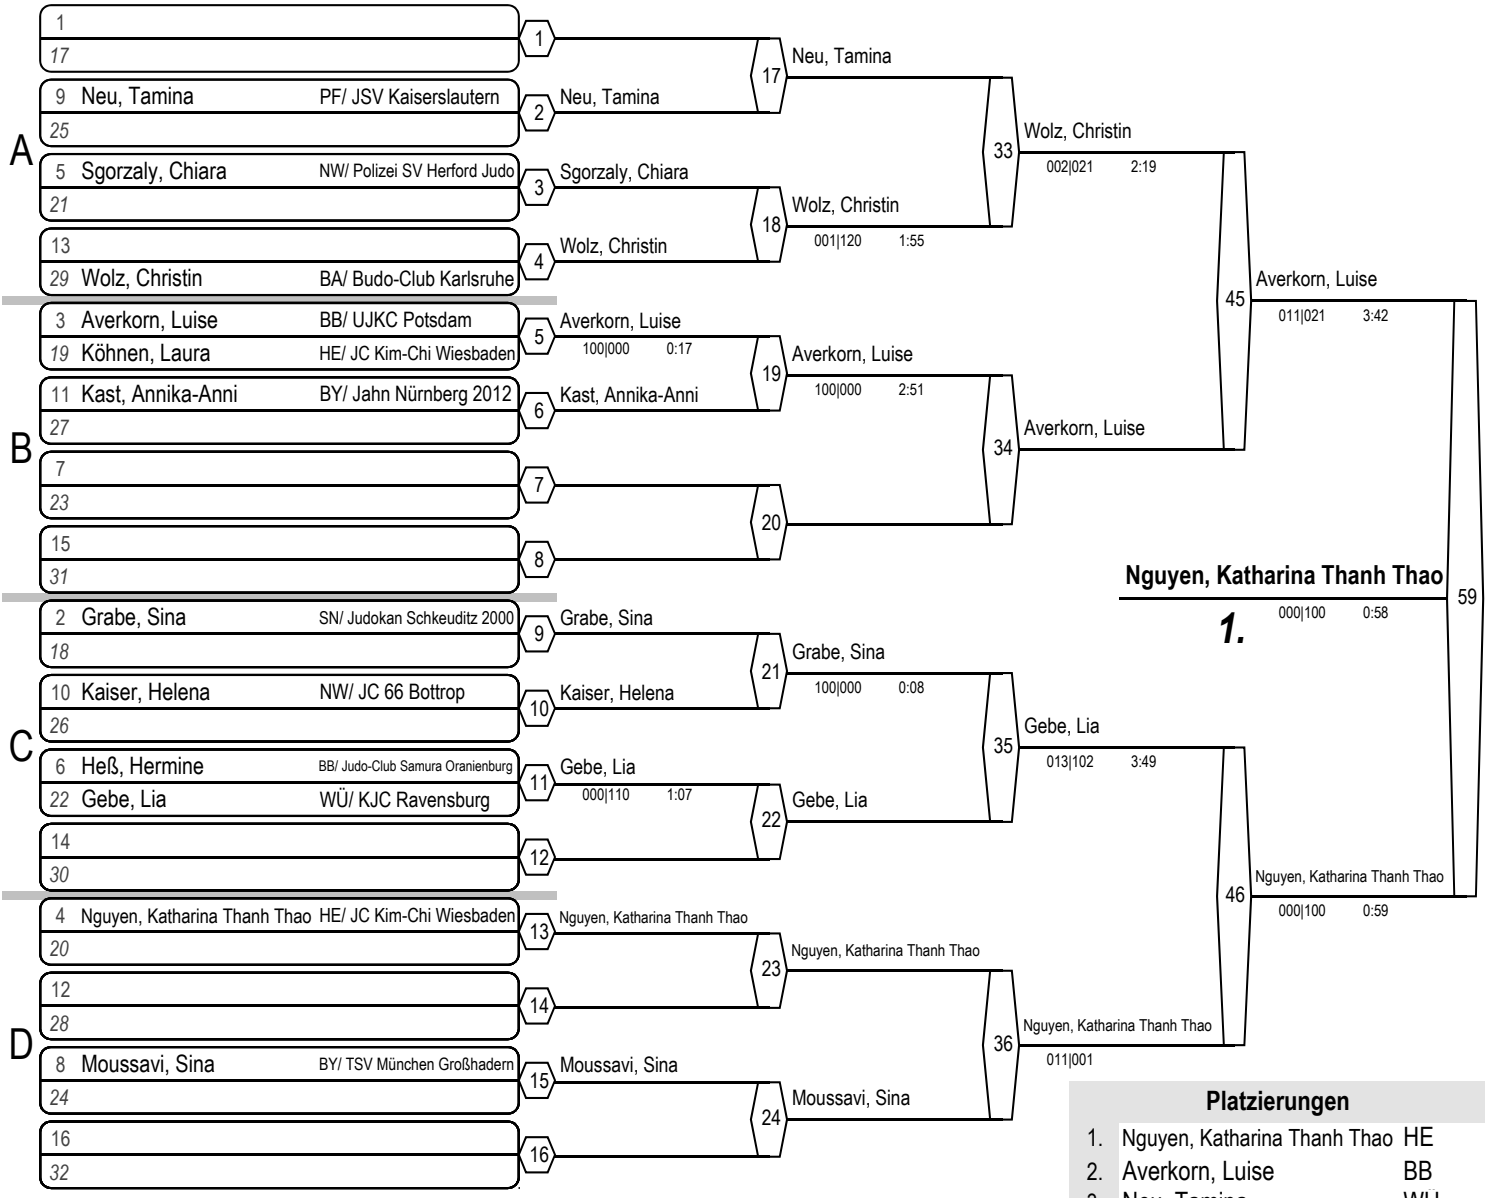 1
17
1
9 Neu, Tamina PF/ JSV Kaiserslautern
25
2 Neu, Tamina
17 Neu, Tamina
A
5 Sgorzaly, Chiara NW/ Polizei SV Herford Judo
21
3 Sgorzaly, Chiara
13
29 Wolz, Christin BA/ Budo-Club Karlsruhe
4 Wolz, Christin
18 Wolz, Christin
001|120 1:55
33 Wolz, Christin
002|021 2:19
3 Averkorn, Luise BB/ UJKC Potsdam
19 Köhnen, Laura HE/ JC Kim-Chi Wiesbaden
5 Averkorn, Luise
100|000 0:17
11 Kast, Annika-Anni BY/ Jahn Nürnberg 2012
27
6 Kast, Annika-Anni
19 Averkorn, Luise
100|000 2:51
B
7
23
7
15
31
8
20
34 Averkorn, Luise
45 Averkorn, Luise
011|021 3:42
2 Grabe, Sina SN/ Judokan Schkeuditz 2000
18
9 Grabe, Sina
10 Kaiser, Helena NW/ JC 66 Bottrop
26
10 Kaiser, Helena
21 Grabe, Sina
100|000 0:08
C
6 Heß, Hermine BB/ Judo-Club Samura Oranienburg
22 Gebe, Lia WÜ/ KJC Ravensburg
11 Gebe, Lia
000|110 1:07
14
30
12
22 Gebe, Lia
35 Gebe, Lia
013|102 3:49
4 Nguyen, Katharina Thanh Thao HE/ JC Kim-Chi Wiesbaden
20
13 Nguyen, Katharina Thanh Thao
12
28
14
23 Nguyen, Katharina Thanh Thao
D
8 Moussavi, Sina BY/ TSV München Großhadern
24
15 Moussavi, Sina
16
32
16
24 Moussavi, Sina
36 Nguyen, Katharina Thanh Thao
011|001
46 Nguyen, Katharina Thanh Thao
000|100 0:59
Nguyen, Katharina Thanh Thao 59
1. 000|100 0:58
Platzierungen
1. Nguyen, Katharina Thanh Thao HE
2. Averkorn, Luise BB
3. Neu, Tamina WÜ